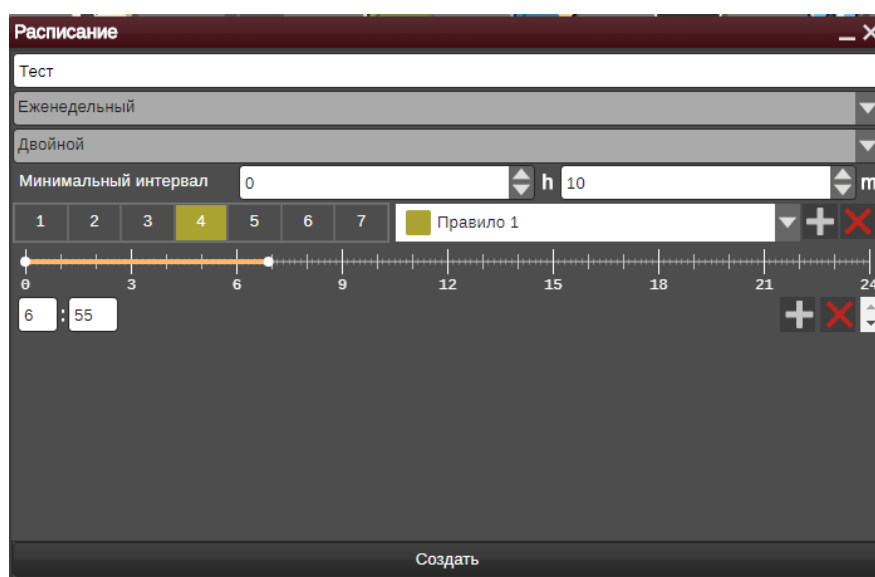 Расписание
Тест
Еженедельный
Двойной
Минимальный интервал 0 h 10 m
1 2 3 4 5 6 7 Правило 1
0 3 6 9 12 15 18 21 24
6 : 55
Создать